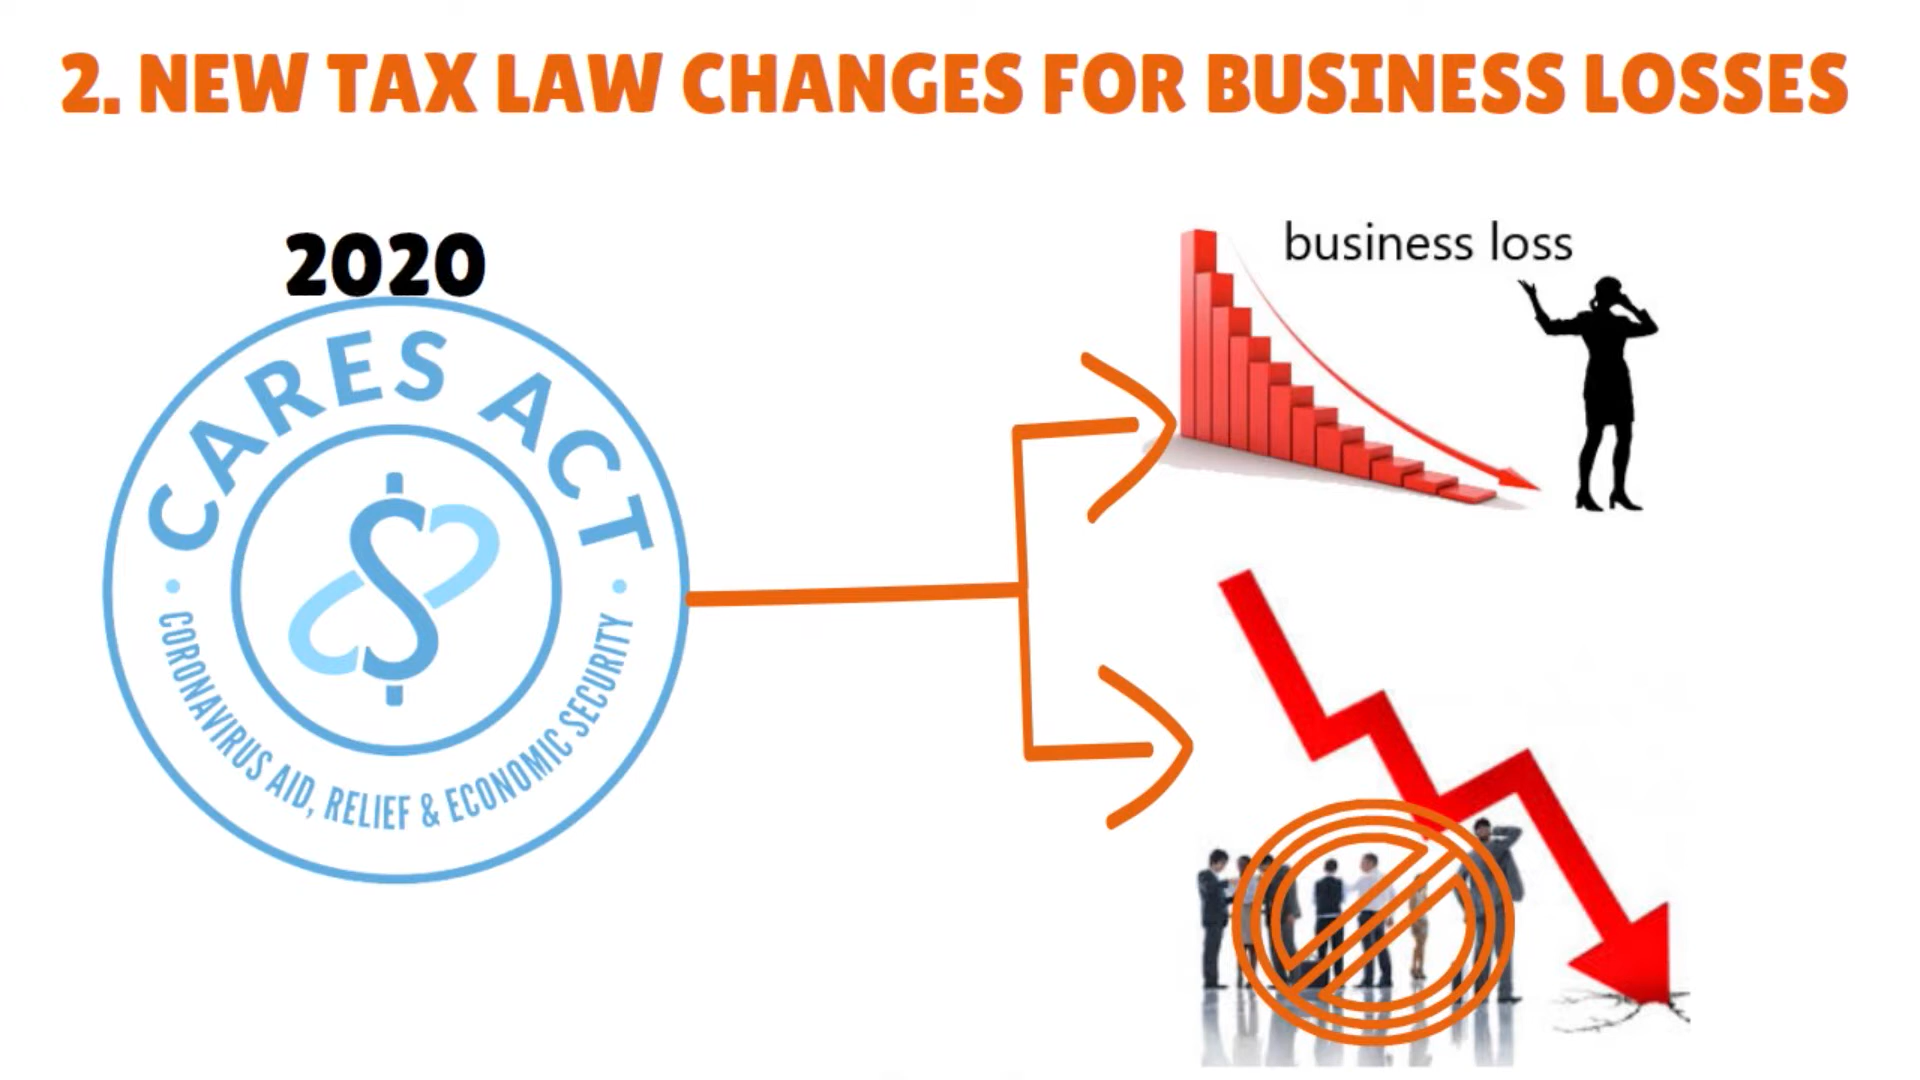 2. NEW TAX LAW CHANGES FOR BUSINESS LOSSES
2020
CARES ACT
• CORONAVIRUS AID, RELIEF & ECONOMIC SECURITY •
business loss